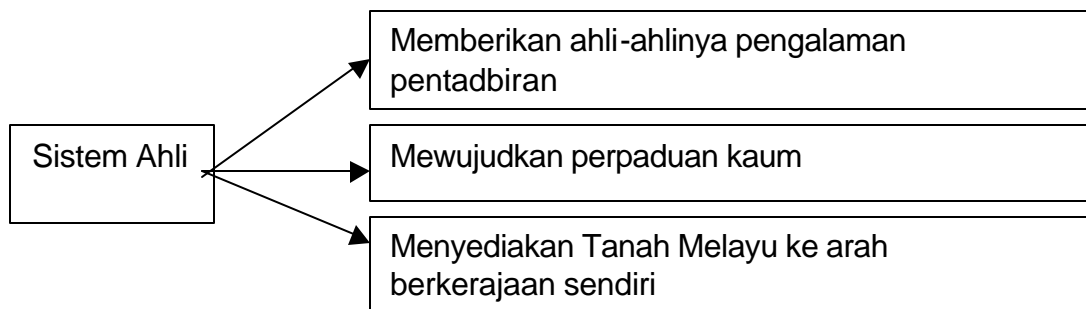 Sistem Ahli
Memberikan ahli-ahlinya pengalaman
pentadbiran
Mewujudkan perpaduan kaum
Menyediakan Tanah Melayu ke arah
berkerajaan sendiri